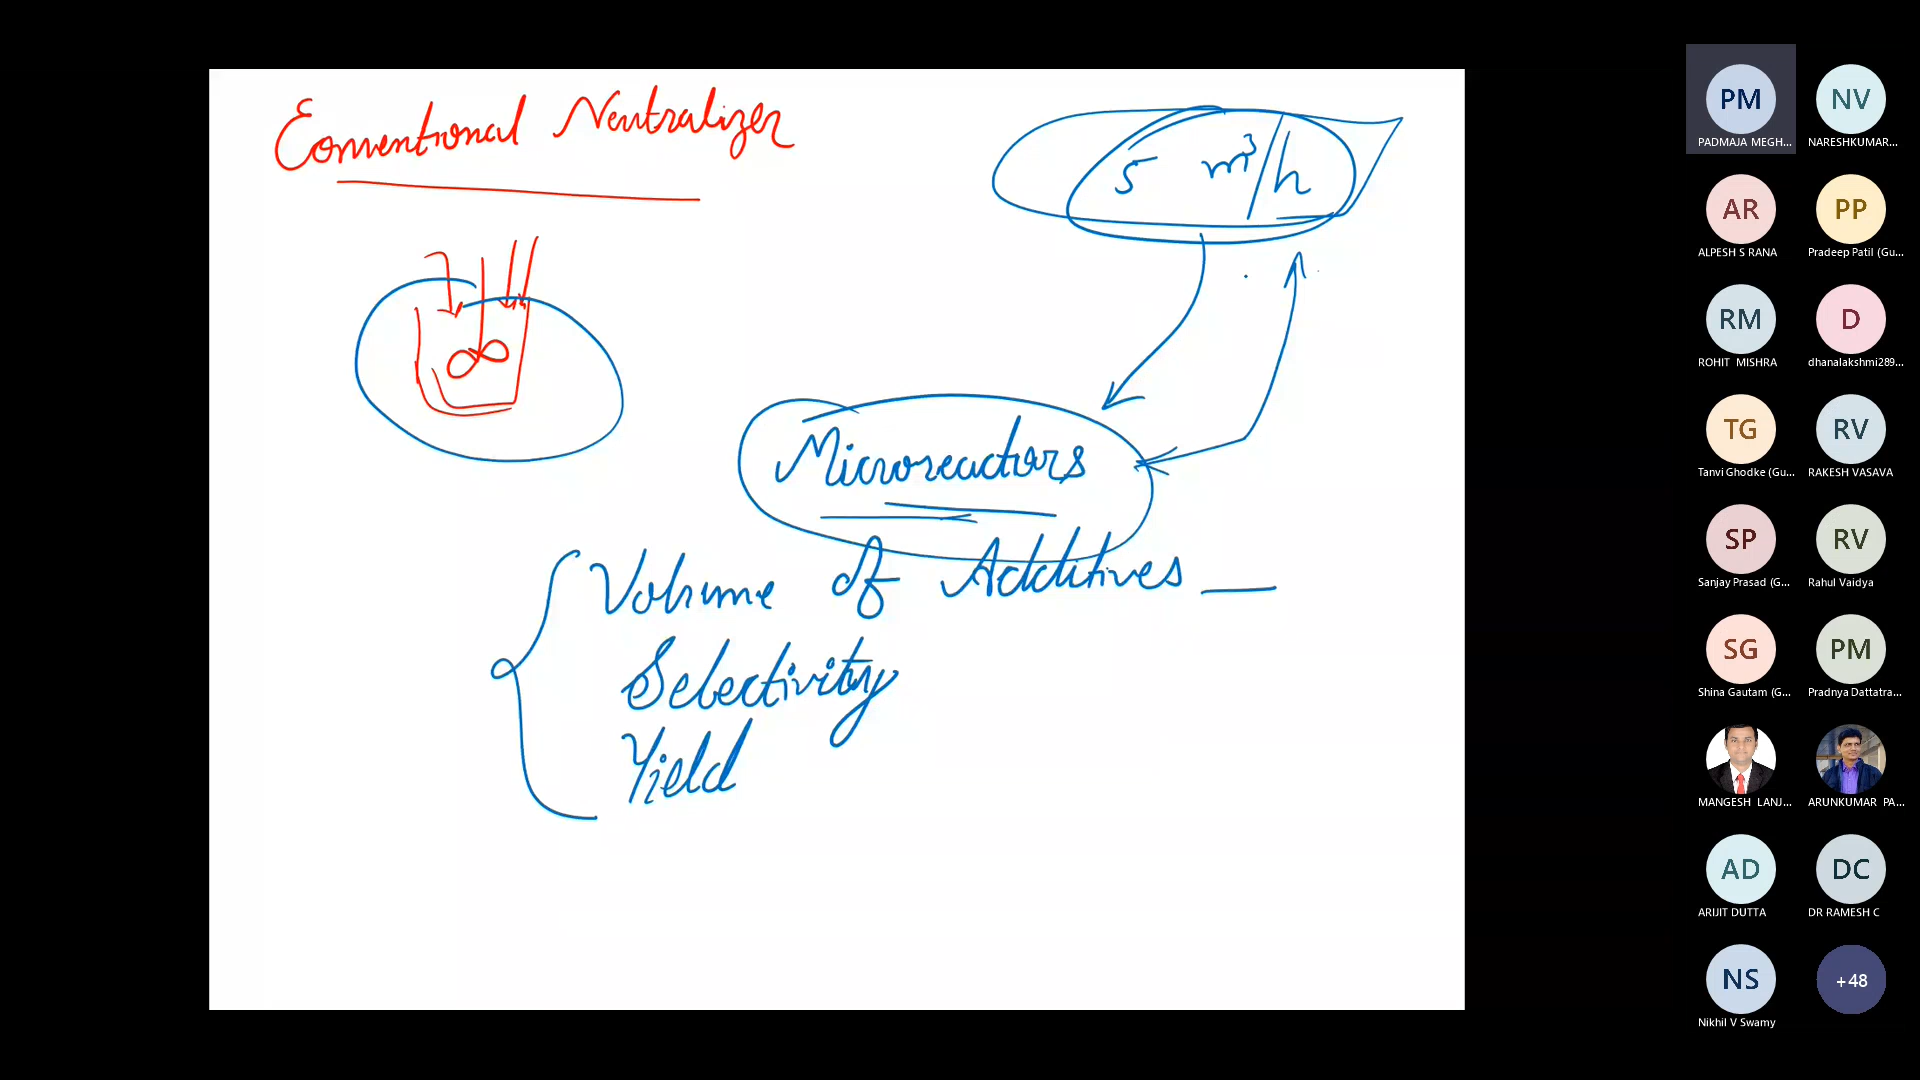 Conventional Neutralizer
5 m³/h
Microreactors
Volume of Additives
Selectivity
Yield
PM
PADMAJA MEGH...
NV
NARESHKUMAR...
AR
ALPESH S RANA
PP
Pradeep Patil (Gu...
RM
ROHIT MISHRA
D
dhanalakshmi289...
TG
Tanvi Ghodke (Gu...
RV
RAKESH VASAVA
SP
Sanjay Prasad (G...
RV
Rahul Vaidya
SG
Shina Gautam (G...
PM
Pradnya Dattatra...
MANGESH LANJ...
ARUNKUMAR PA...
AD
ARIJIT DUTTA
DC
DR RAMESH C
NS
Nikhil V Swamy
+48